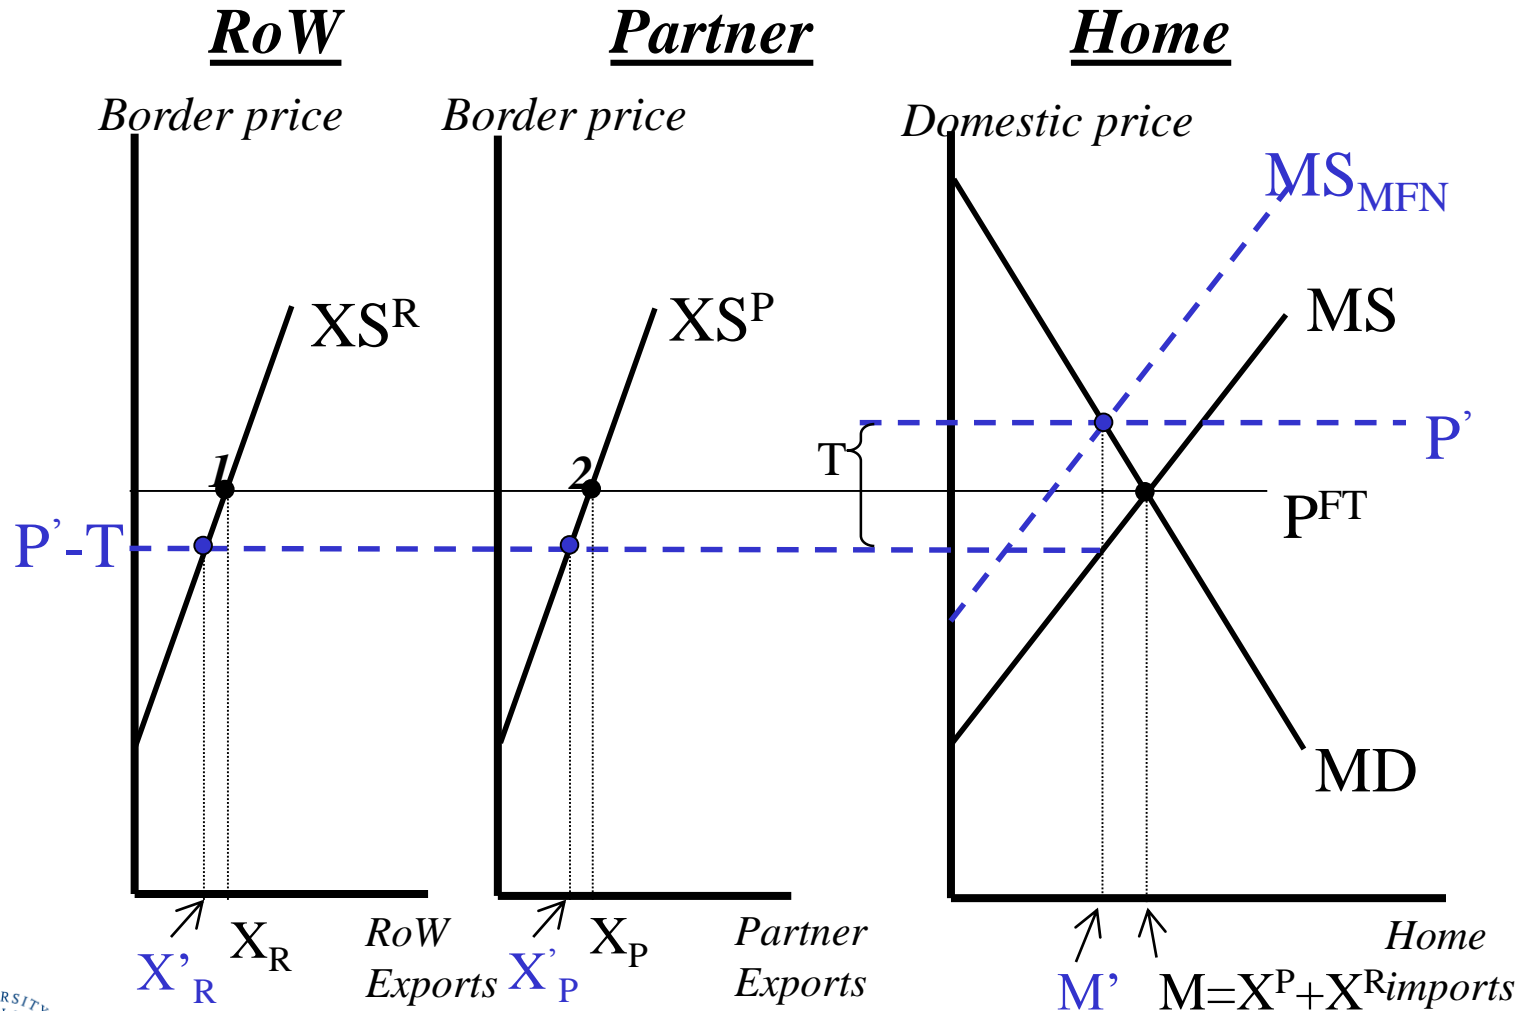 RoW
Partner
Home
Border price
Border price
Domestic price
MS_MFN
XS^R
XS^P
MS
P'
T
1
2
P^FT
P'-T
MD
X'_R
X_R
RoW
Exports
X'_P
X_P
Partner
Exports
M'
M=X^P+X^R
Home
imports